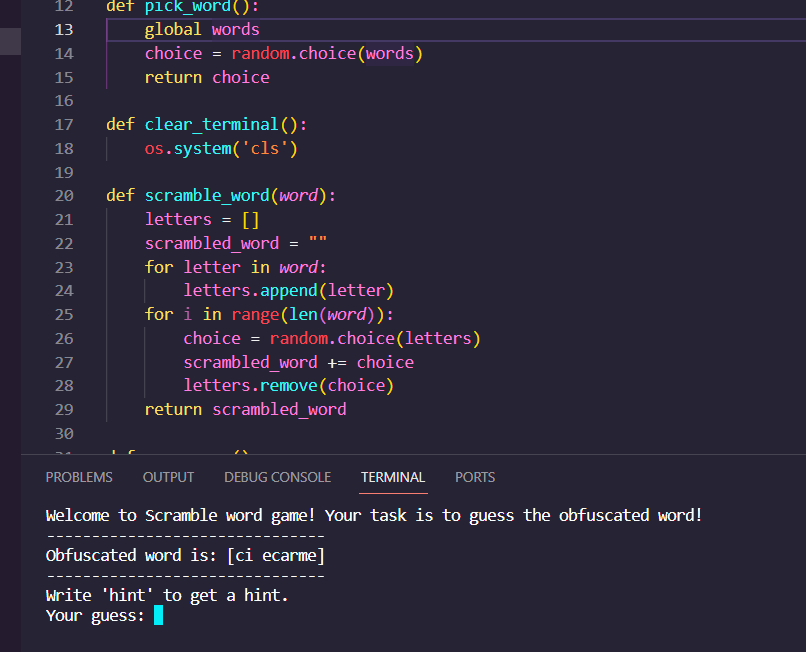 12 def pick_word():
13 global words
14 choice = random.choice(words)
15 return choice
16
17 def clear_terminal():
18 os.system('cls')
19
20 def scramble_word(word):
21 letters = []
22 scrambled_word = ""
23 for letter in word:
24 letters.append(letter)
25 for i in range(len(word)):
26 choice = random.choice(letters)
27 scrambled_word += choice
28 letters.remove(choice)
29 return scrambled_word
30
PROBLEMS OUTPUT DEBUG CONSOLE TERMINAL PORTS
Welcome to Scramble word game! Your task is to guess the obfuscated word!
-----------------------------
Obfuscated word is: [ci ecarme]
-----------------------------
Write 'hint' to get a hint.
Your guess: